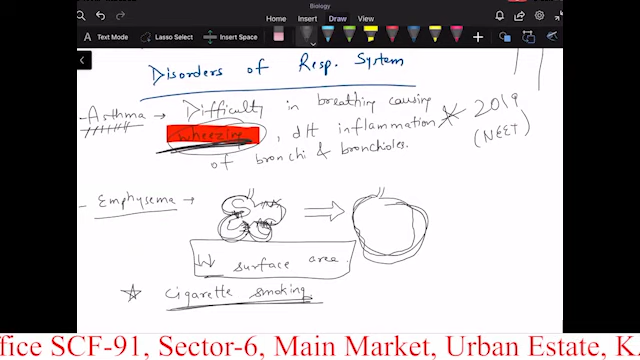 Biology
Home Insert Draw View
Text Mode Lasso Select Insert Space
Disorders of Resp. System
- Asthma → Difficulty in breathing causing
wheezing, d/t inflammation
of bronchi & bronchioles.
2019
(NEET)
- Emphysema →
surface area.
☆ Cigarette smoking.
ffice SCF-91, Sector-6, Main Market, Urban Estate, K